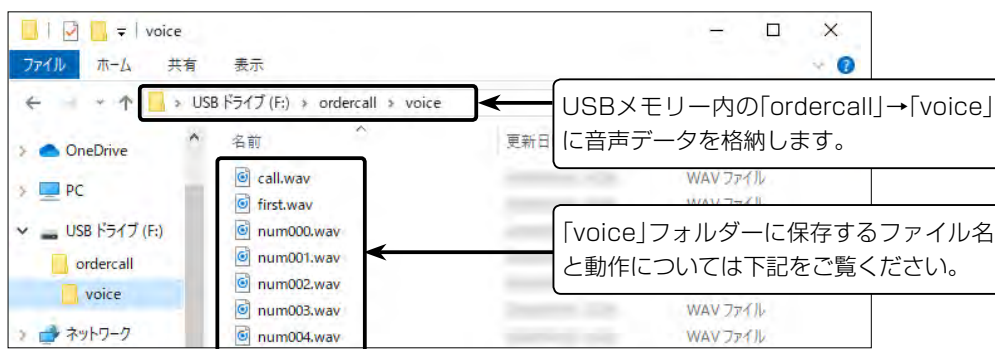 voice
ファイル ホーム 共有 表示
USB ドライブ (F:) › ordercall › voice
USBメモリー内の「ordercall」→「voice」
に音声データを格納します。
名前
更新日
OneDrive
call.wav
WAV ファイル
PC
first.wav
WAV ファイル
USB ドライブ (F:)
num000.wav
「voice」フォルダーに保存するファイル名
と動作については下記をご覧ください。
ordercall
num001.wav
voice
num002.wav
num003.wav
WAV ファイル
ネットワーク
num004.wav
WAV ファイル